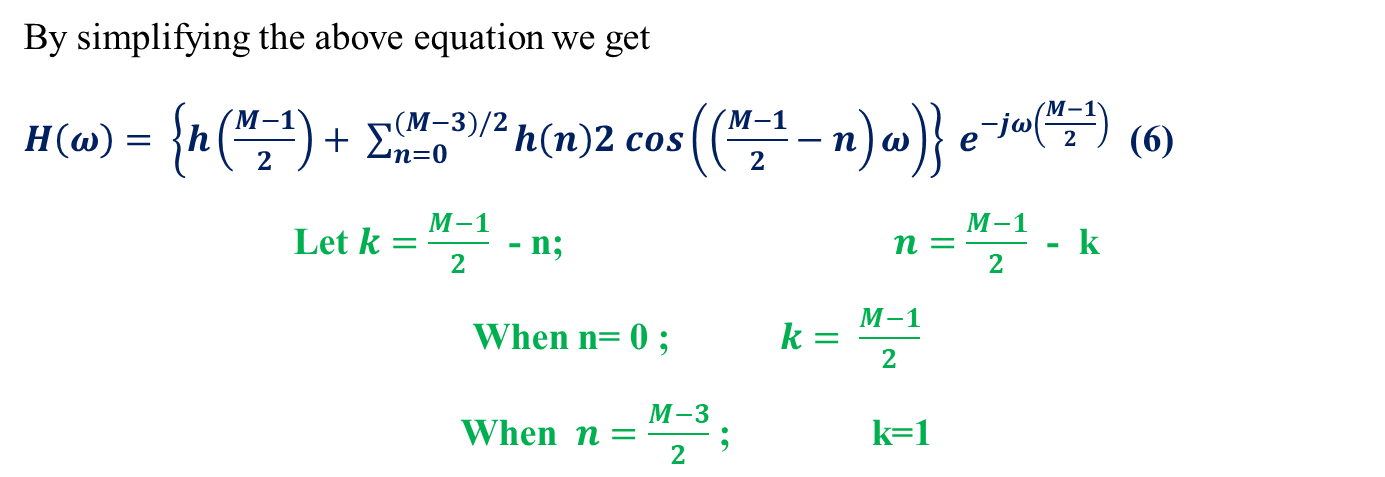 By simplifying the above equation we get
H(ω) = {h((M−1)/2) + ∑_{n=0}^{(M−3)/2} h(n)2 cos(((M−1)/2 − n)ω)} e^{−jω((M−1)/2)} (6)
Let k = (M−1)/2 - n; n = (M−1)/2 - k
When n= 0 ; k = (M−1)/2
When n = (M−3)/2 ; k=1